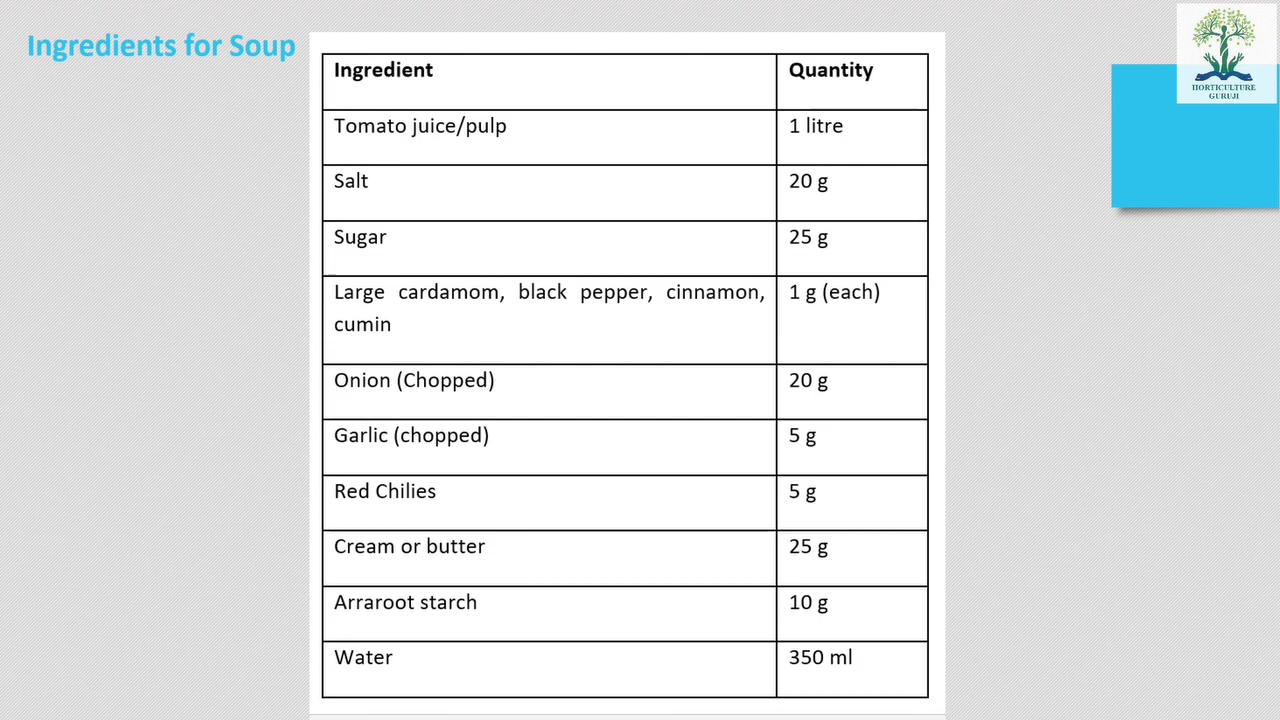 Ingredients for Soup
HORTICULTURE
GURUJI
Ingredient Quantity
Tomato juice/pulp 1 litre
Salt 20 g
Sugar 25 g
Large cardamom, black pepper, cinnamon, 1 g (each)
cumin
Onion (Chopped) 20 g
Garlic (chopped) 5 g
Red Chilies 5 g
Cream or butter 25 g
Arraroot starch 10 g
Water 350 ml